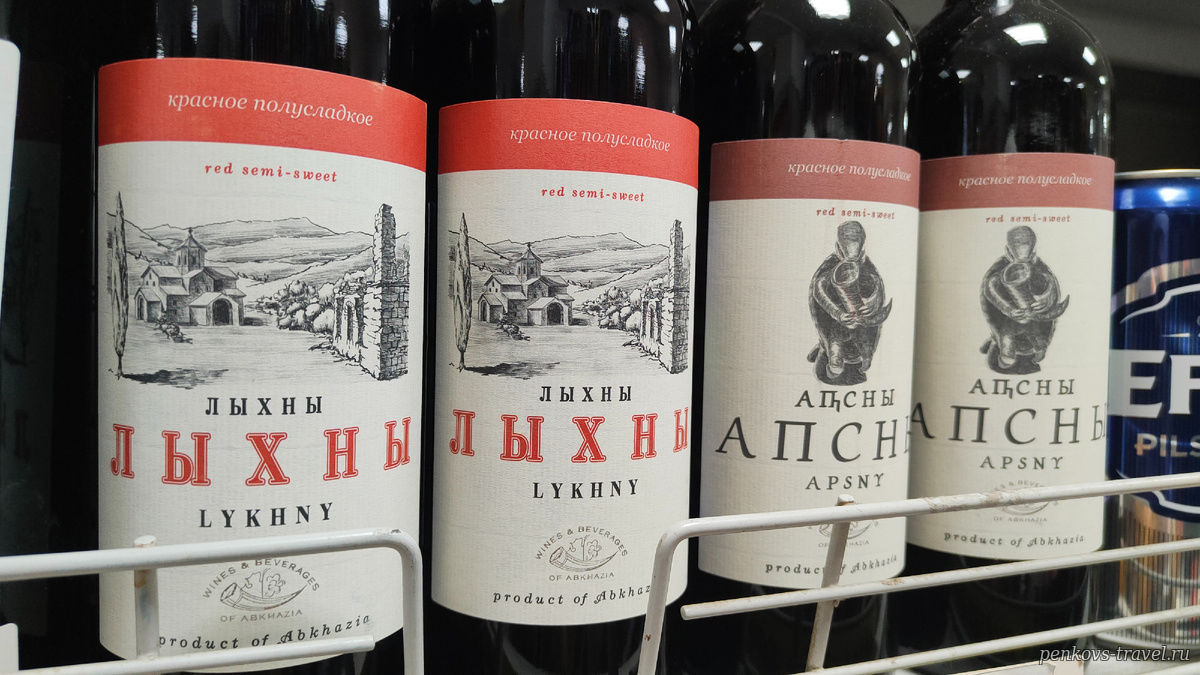 красное полусладкое
red semi-sweet
ЛЫХНЫ
ЛЫХНЫ
LYKHNY
WINES & BEVERAGES
OF ABKHAZIA
product of Abkhazia
красное полусладкое
red semi-sweet
ЛЫХНЫ
ЛЫХНЫ
LYKHNY
WINES & BEVERAGES
OF ABKHAZIA
product of Abkhaz
красное полусладкое
red semi-sweet
АԤСНЫ
АПСНЫ
APSNY
product of Abkhazia
красное полусладкое
red semi-sweet
АԤСНЫ
АПСНЫ
APSNY
OF ABKHAZIA
product of Abkhazia
EF
PILS
penkovs-travel.ru